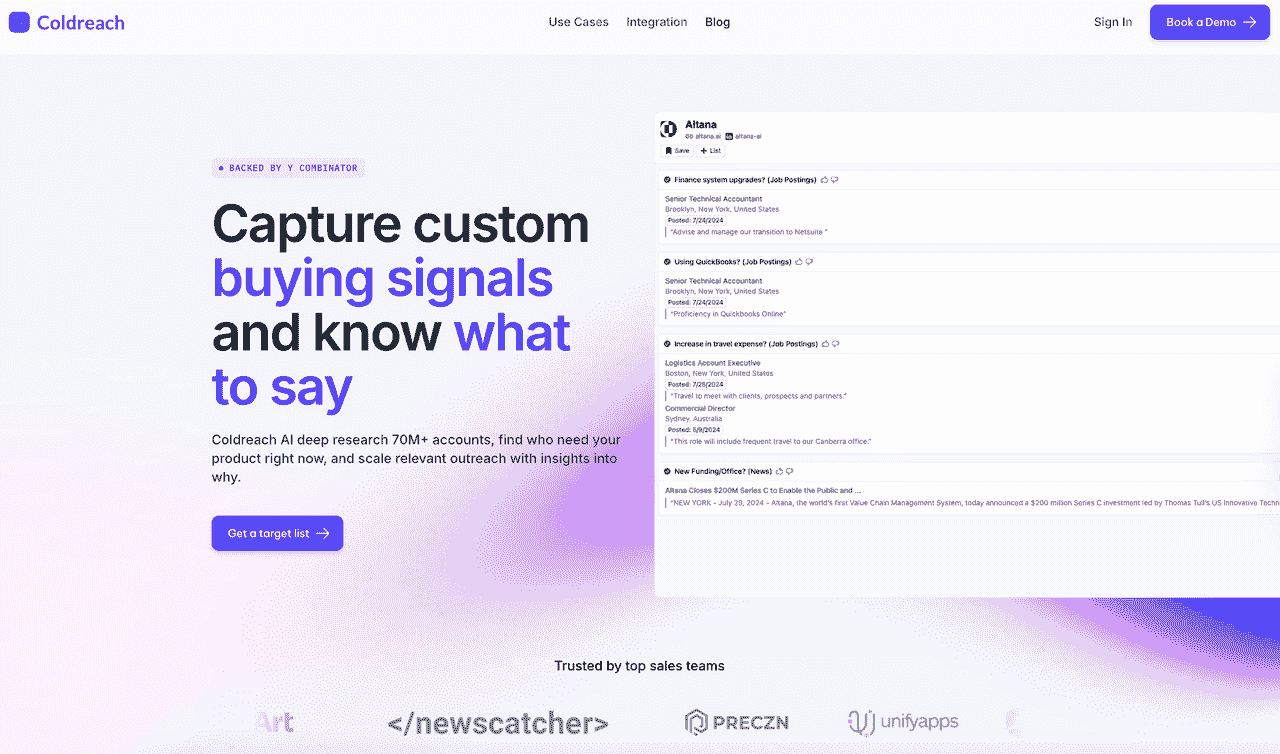 Coldreach
Use Cases
Integration
Blog
Sign In
Book a Demo
BACKED BY Y COMBINATOR
Capture custom
buying signals
and know what
to say
Coldreach AI deep research 70M+ accounts, find who need your
product right now, and scale relevant outreach with insights into
why.
Get a target list
Altana
altana.ai altana-ai
Save List
Finance system upgrades? (Job Postings)
Senior Technical Accountant
Brooklyn, New York, United States
Posted: 7/24/2024
"Advise and manage our transition to Netsuite "
Using QuickBooks? (Job Postings)
Senior Technical Accountant
Brooklyn, New York, United States
Posted: 7/24/2024
"Proficiency in Quickbooks Online"
Increase in travel expense? (Job Postings)
Logistics Account Executive
Boston, New York, United States
Posted: 7/26/2024
"Travel to meet with clients, prospects and partners."
Commercial Director
Sydney, Australia
Posted: 5/9/2024
"This role will include frequent travel to our Canberra office."
New Funding/Office? (News)
Altana Closes $200M Series C to Enable the Public and ...
"NEW YORK - July 29, 2024 - Altana, the world's first Value Chain Management System, today announced a $200 million Series C investment led by Thomas Tull's US Innovative Techn
Trusted by top sales teams
Art
</newscatcher>
PRECZN
unifyapps